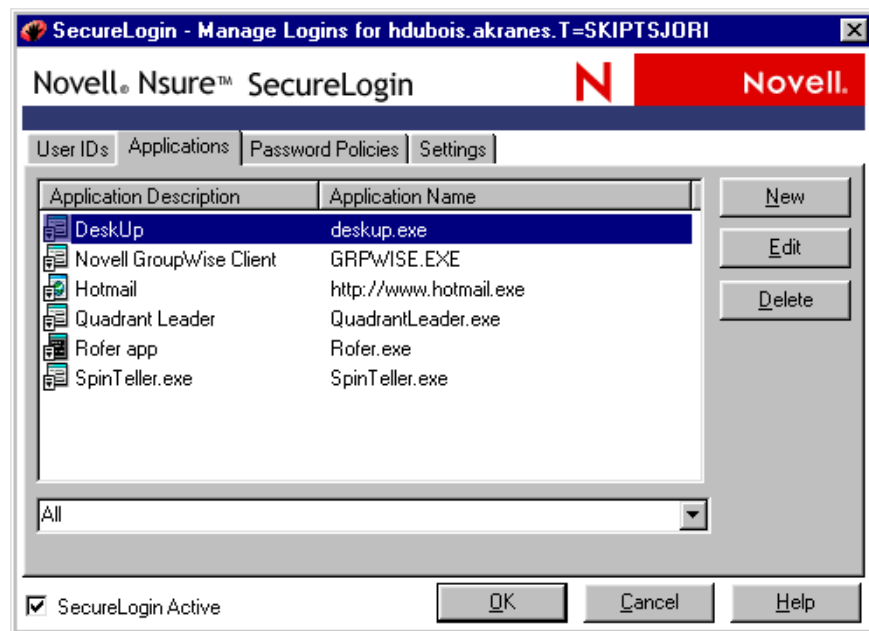 SecureLogin - Manage Logins for hdubois.akranes.T=SKIPTSJORI
Novell® Nsure™ SecureLogin N Novell®
User IDs Applications Password Policies Settings
Application Description Application Name
DeskUp deskup.exe
Novell GroupWise Client GRPWISE.EXE
Hotmail http://www.hotmail.exe
Quadrant Leader QuadrantLeader.exe
Rofer app Rofer.exe
SpinTeller.exe SpinTeller.exe
New
Edit
Delete
All
SecureLogin Active OK Cancel Help